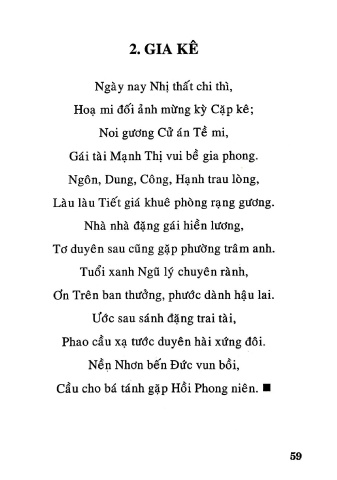 2. GIA KÊ
Ngày nay Nhị thất chi thì,
Hoạ mi đối ảnh mừng kỳ Cặp kê;
Noi gương Cử án Tề mi,
Gái tài Mạnh Thị vui bề gia phong.
Ngôn, Dung, Công, Hạnh trau lòng,
Làu làu Tiết giá khuê phòng rạng gương.
Nhà nhà đặng gái hiền lương,
Tơ duyên sau cũng gặp phường trâm anh.
Tuổi xanh Ngũ lý chuyên rành,
Ơn Trên ban thưởng, phước dành hậu lai.
Ước sau sánh đặng trai tài,
Phao cầu xạ tước duyên hài xứng đôi.
Nền Nhơn bến Đức vun bồi,
Cầu cho bá tánh gặp Hồi Phong niên. ■
59